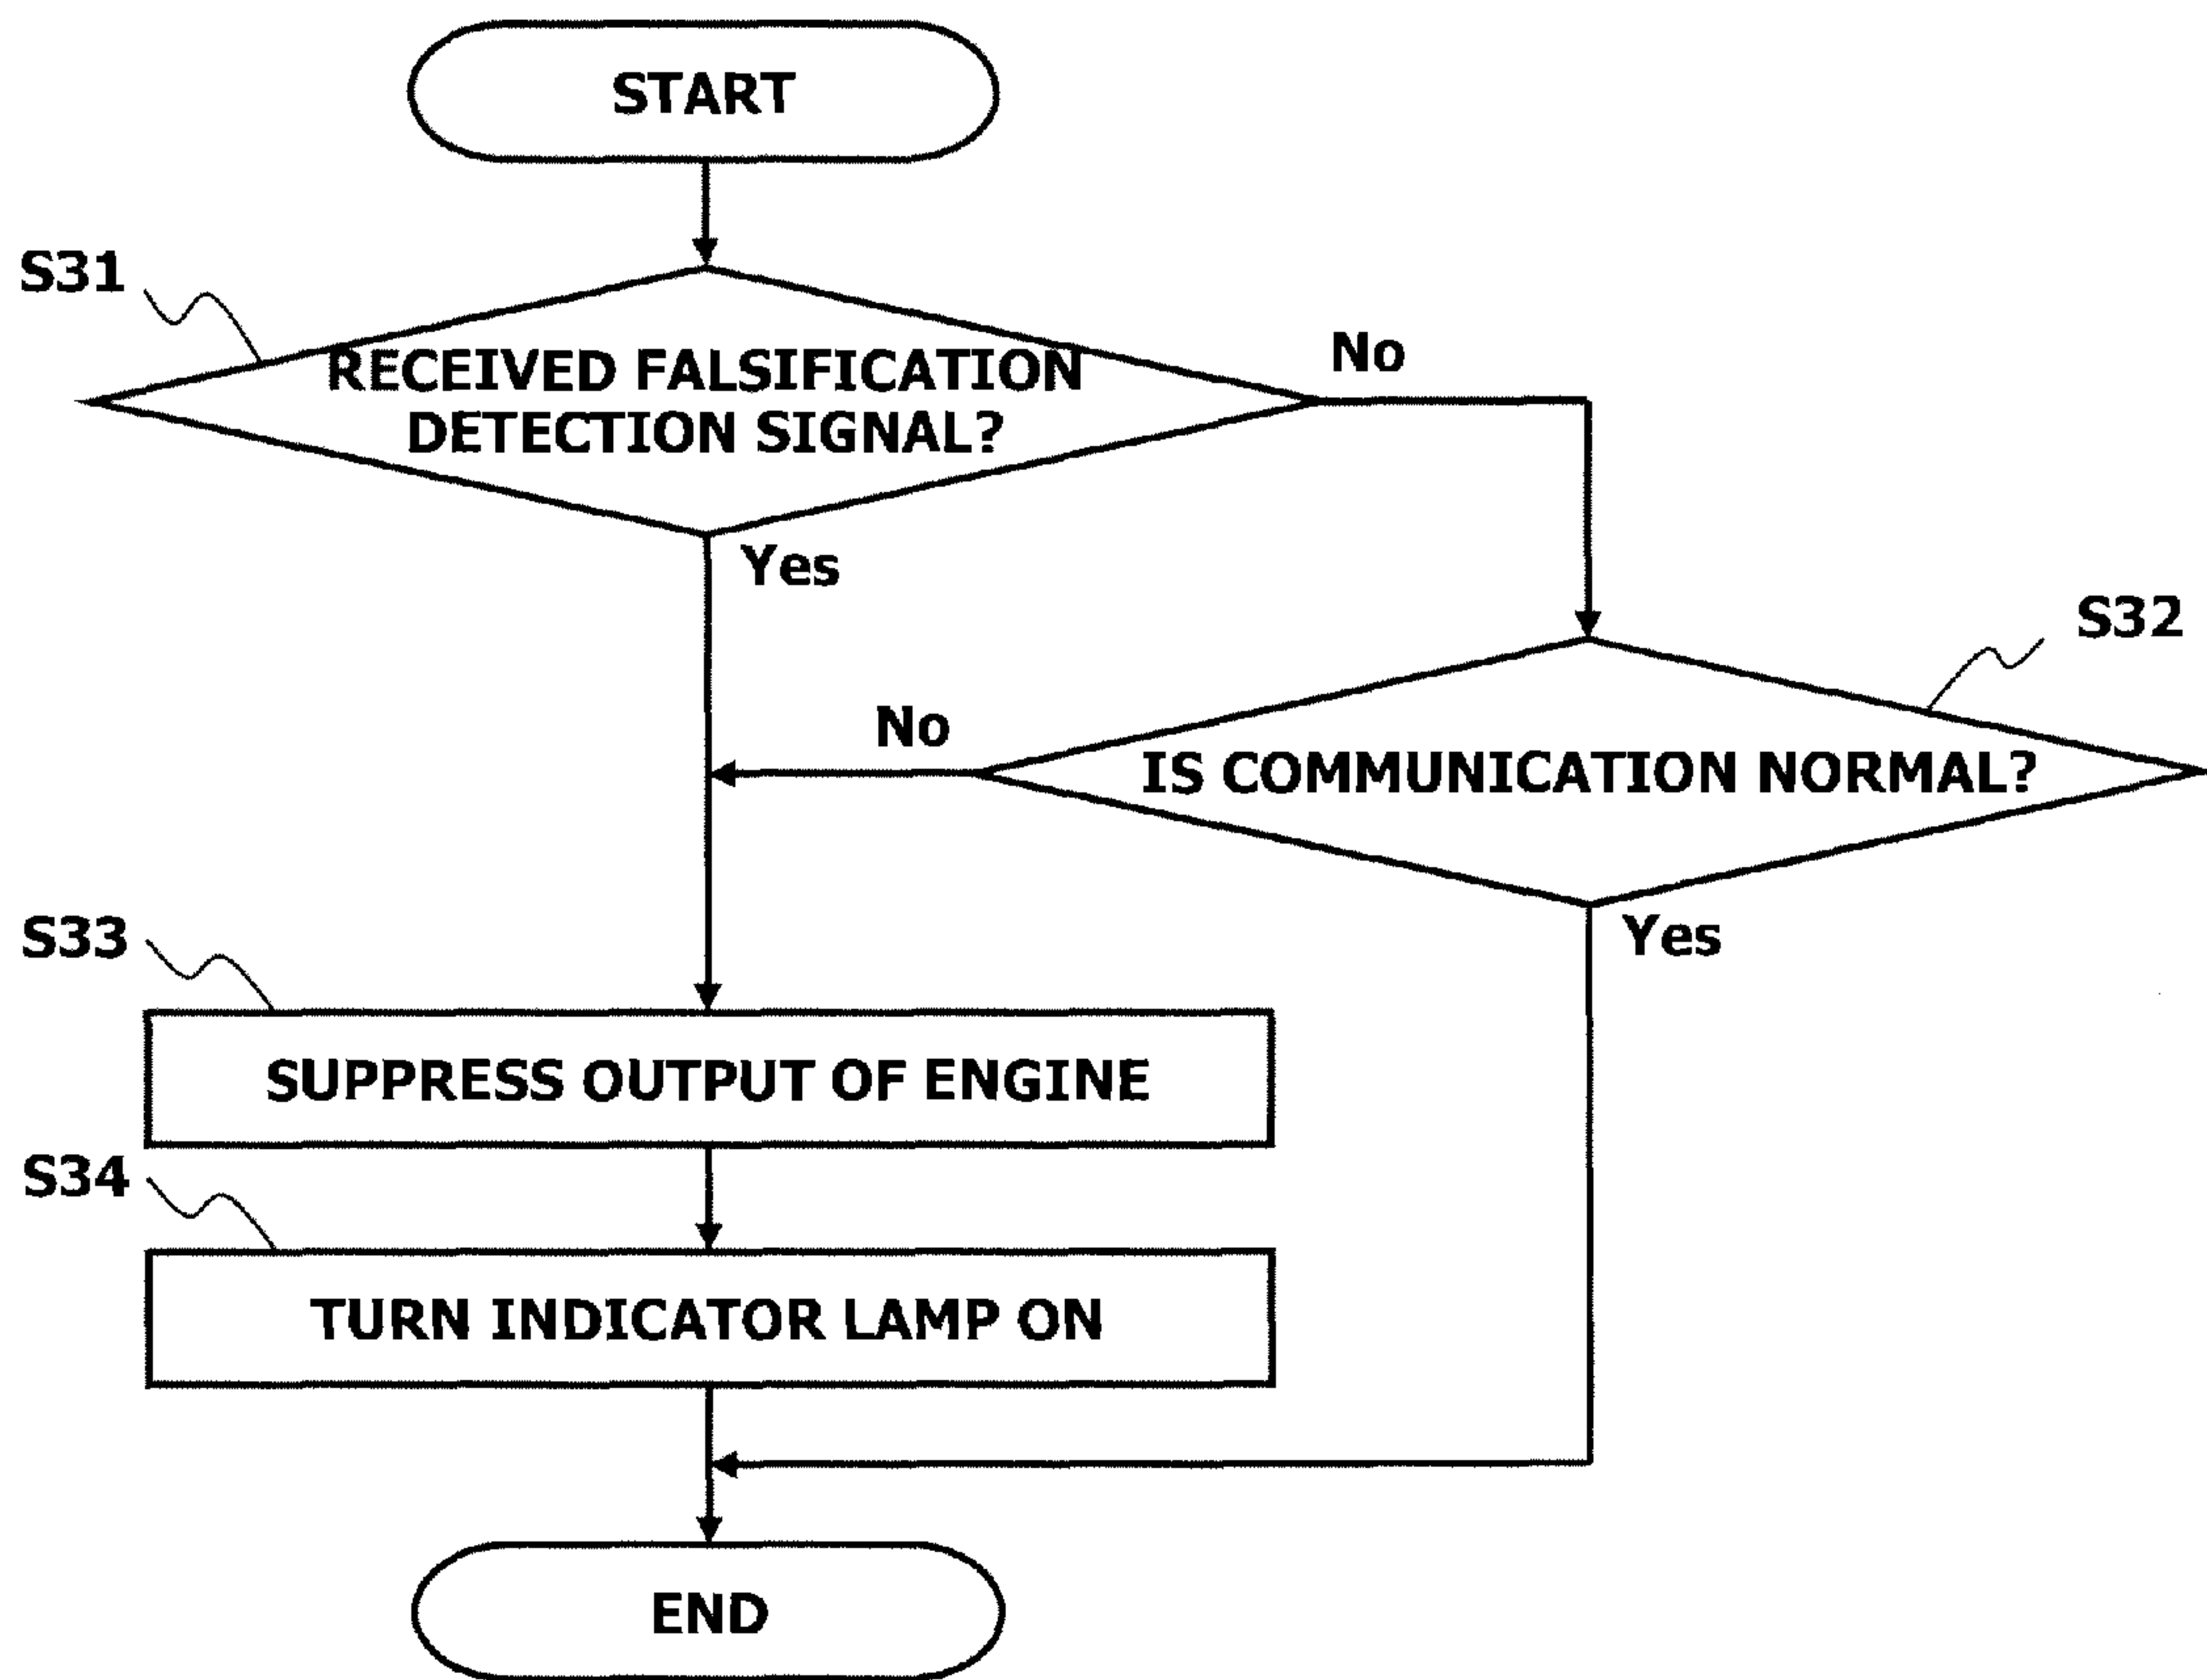 START
S31
RECEIVED FALSIFICATION
DETECTION SIGNAL?
No
Yes
S32
No
IS COMMUNICATION NORMAL?
Yes
S33
SUPPRESS OUTPUT OF ENGINE
S34
TURN INDICATOR LAMP ON
END